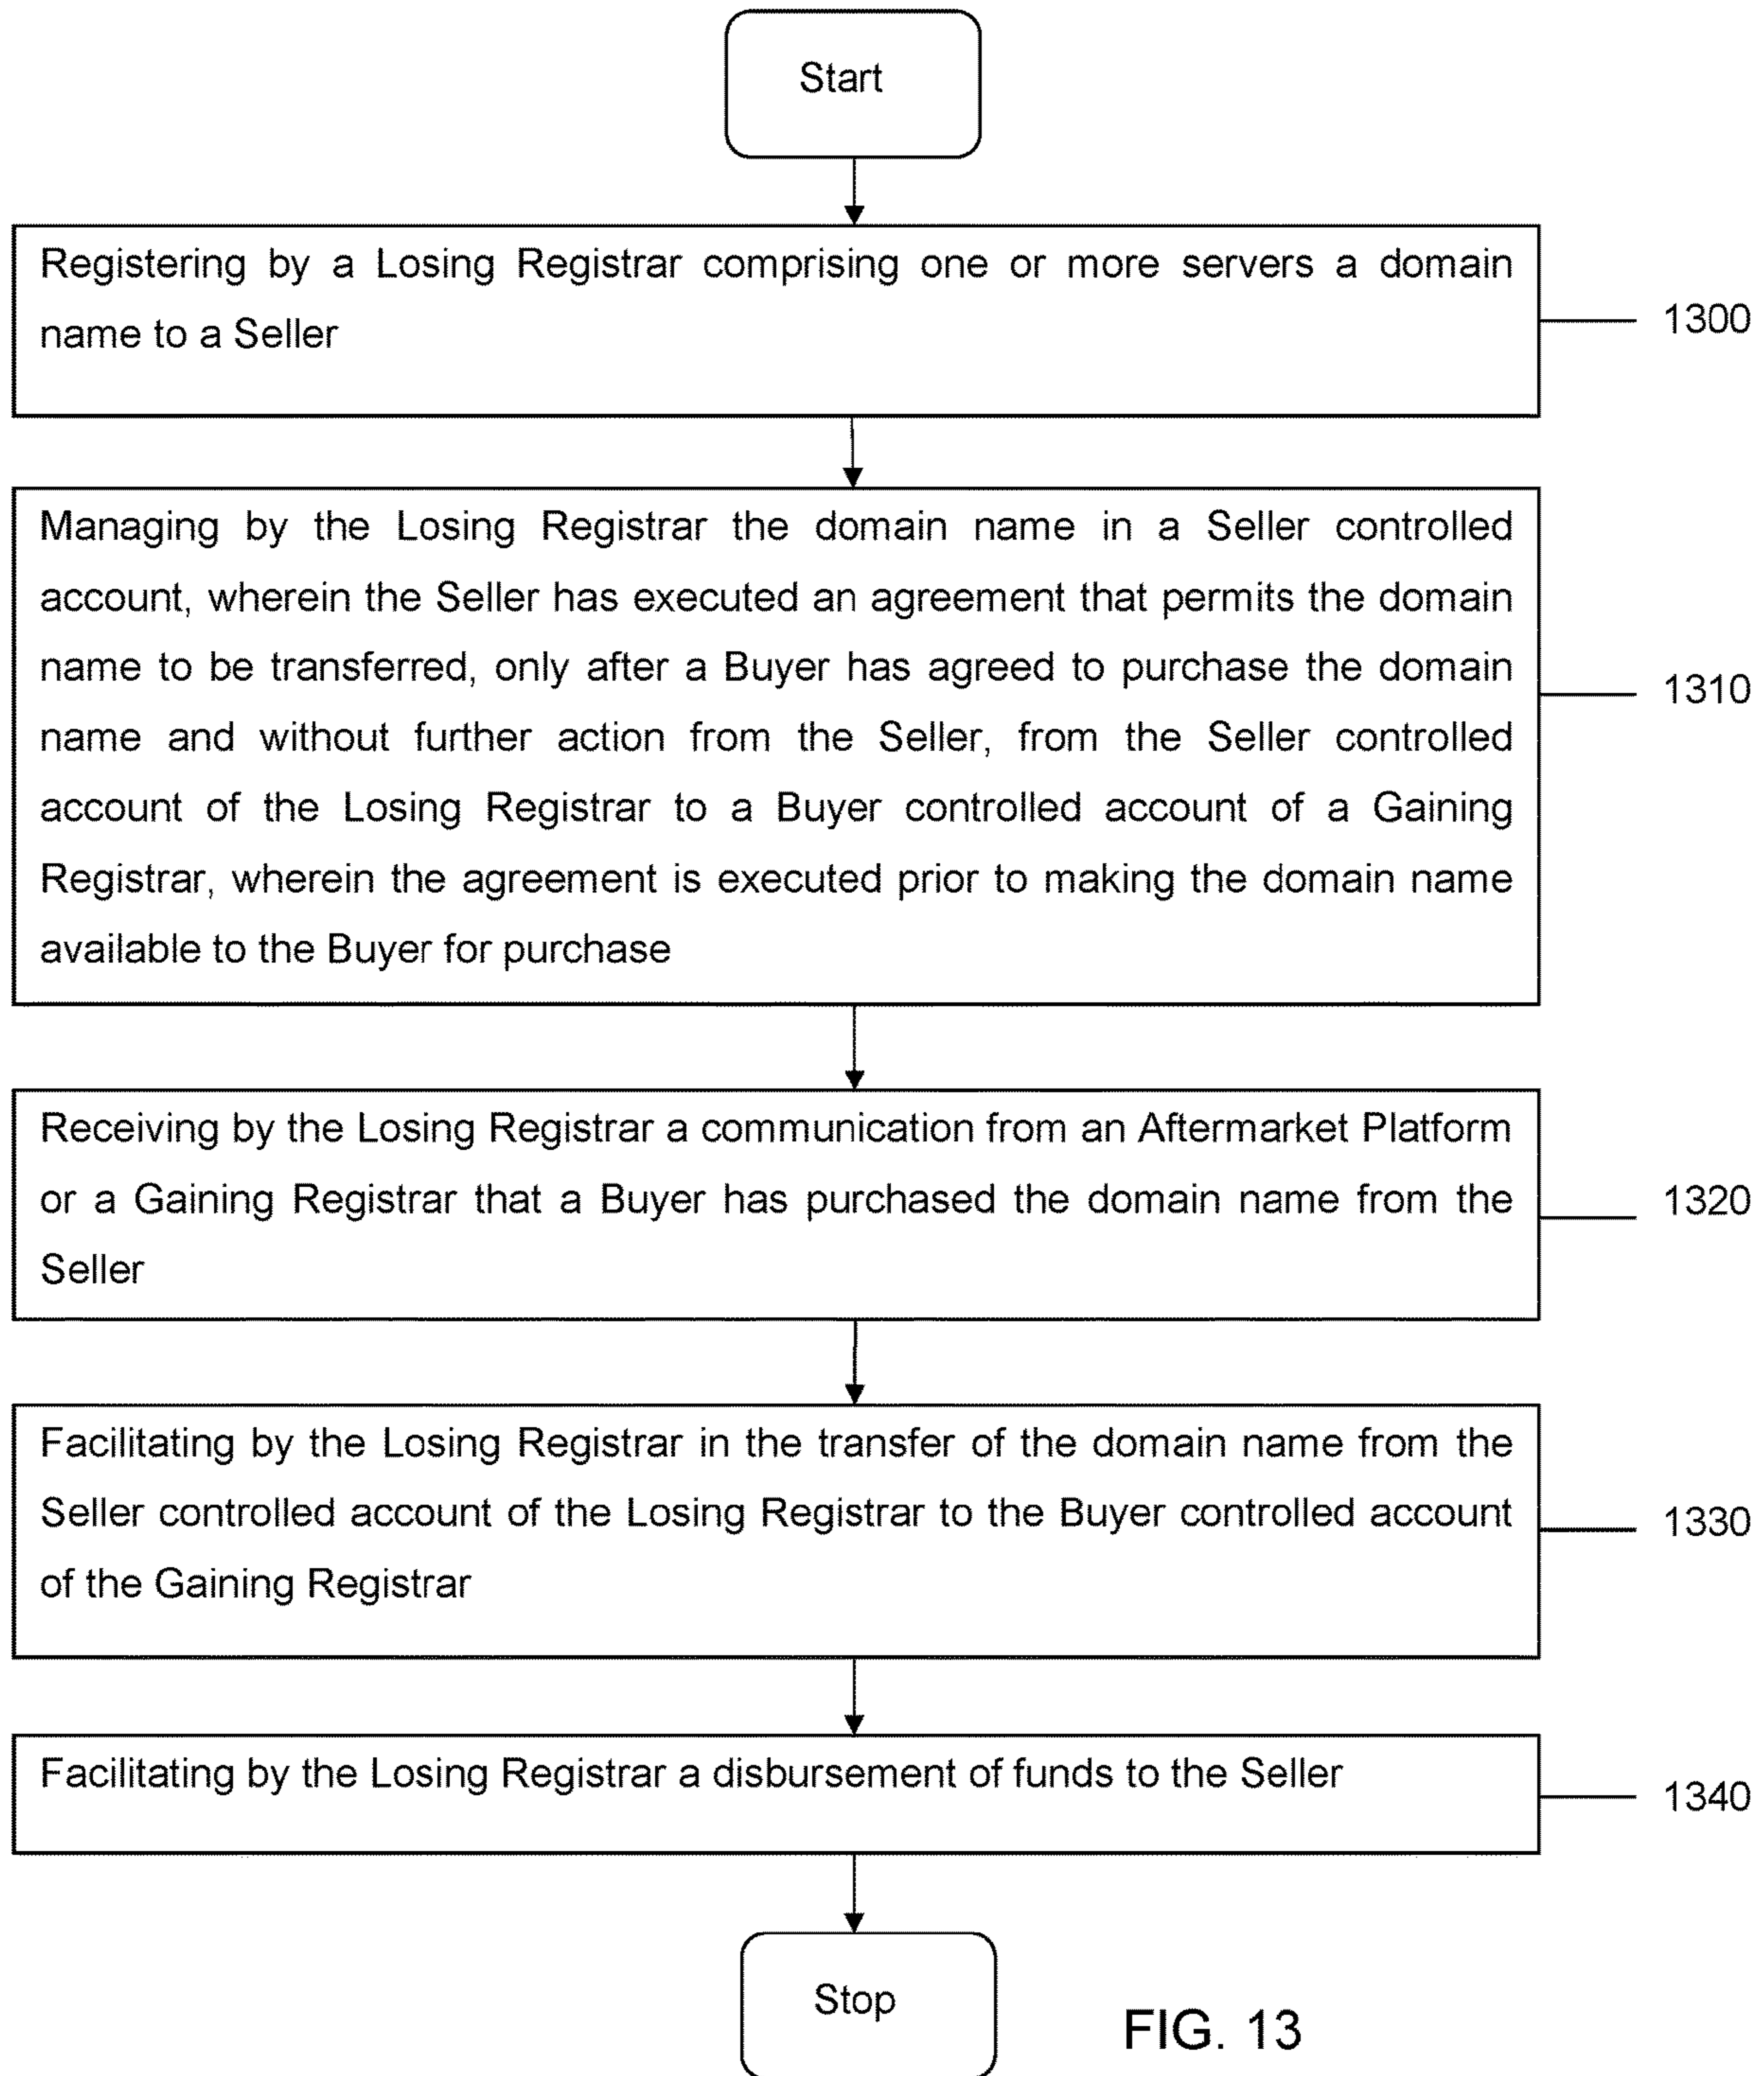 Start
Registering by a Losing Registrar comprising one or more servers a domain
name to a Seller
1300
Managing by the Losing Registrar the domain name in a Seller controlled
account, wherein the Seller has executed an agreement that permits the domain
name to be transferred, only after a Buyer has agreed to purchase the domain
name and without further action from the Seller, from the Seller controlled
account of the Losing Registrar to a Buyer controlled account of a Gaining
Registrar, wherein the agreement is executed prior to making the domain name
available to the Buyer for purchase
1310
Receiving by the Losing Registrar a communication from an Aftermarket Platform
or a Gaining Registrar that a Buyer has purchased the domain name from the
Seller
1320
Facilitating by the Losing Registrar in the transfer of the domain name from the
Seller controlled account of the Losing Registrar to the Buyer controlled account
of the Gaining Registrar
1330
Facilitating by the Losing Registrar a disbursement of funds to the Seller
1340
Stop
FIG. 13